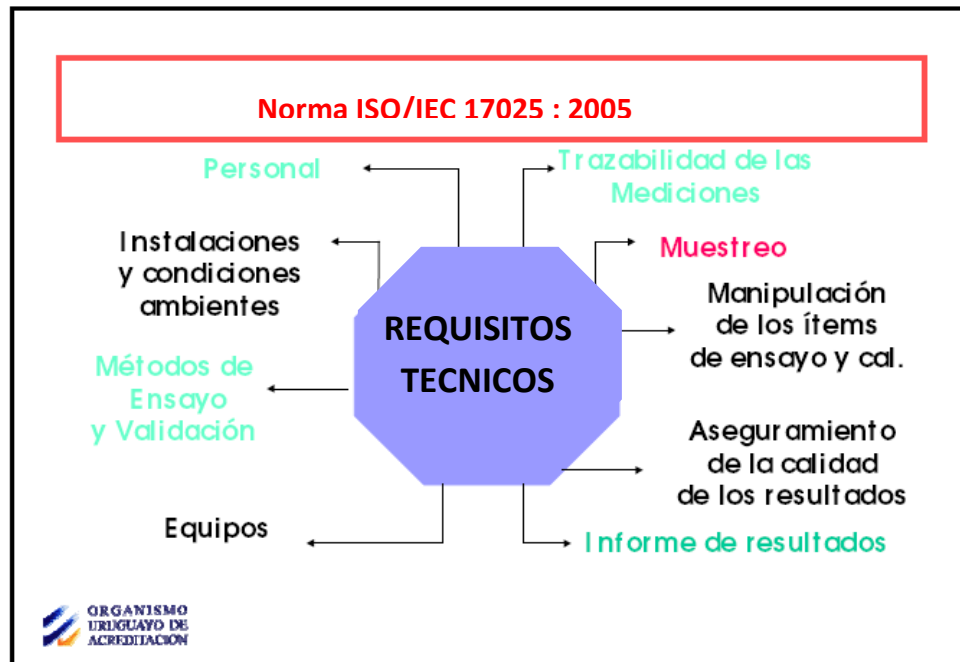 Norma ISO/IEC 17025 : 2005
Personal
Trazabilidad de las
Mediciones
Instalaciones
y condiciones
ambientes
Muestreo
Manipulación
de los ítems
de ensayo y cal.
REQUISITOS
TECNICOS
Métodos de
Ensayo
y Validación
Aseguramiento
de la calidad
de los resultados
Equipos
Informe de resultados
ORGANISMO
URUGUAYO DE
ACREDITACION